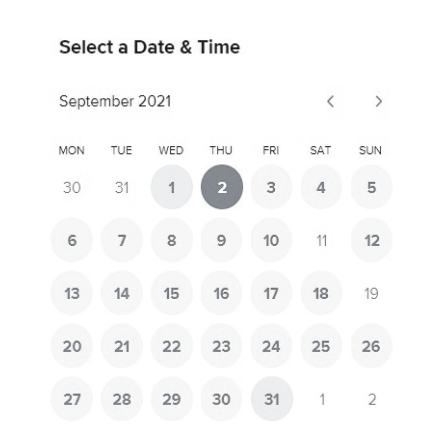 Select a Date & Time
September 2021
MON TUE WED THU FRI SAT SUN
30 31 1 2 3 4 5
6 7 8 9 10 11 12
13 14 15 16 17 18 19
20 21 22 23 24 25 26
27 28 29 30 31 1 2